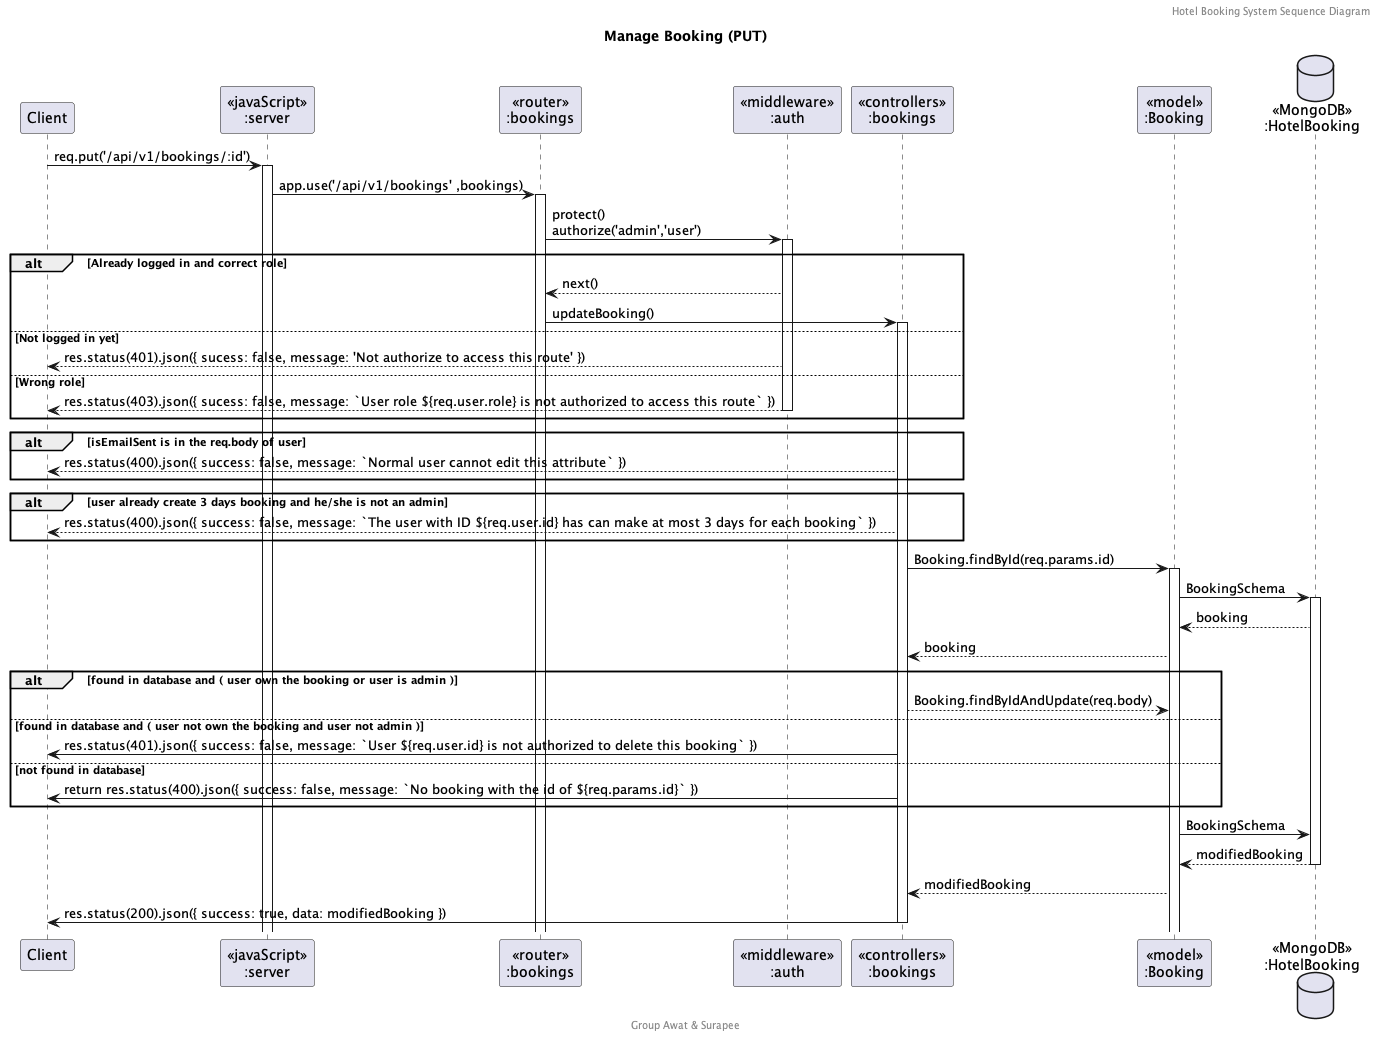 Hotel Booking System Sequence Diagram
Manage Booking (PUT)
Client
«javaScript»
:server
«router»
:bookings
«middleware»
:auth
«controllers»
:bookings
«model»
:Booking
«MongoDB»
:HotelBooking
req.put('/api/v1/bookings/:id')
app.use('/api/v1/bookings' ,bookings)
protect()
authorize('admin','user')
alt [Already logged in and correct role]
next()
updateBooking()
[Not logged in yet]
res.status(401).json({ sucess: false, message: 'Not authorize to access this route' })
[Wrong role]
res.status(403).json({ sucess: false, message: `User role ${req.user.role} is not authorized to access this route` })
alt [isEmailSent is in the req.body of user]
res.status(400).json({ success: false, message: `Normal user cannot edit this attribute` })
alt [user already create 3 days booking and he/she is not an admin]
res.status(400).json({ success: false, message: `The user with ID ${req.user.id} has can make at most 3 days for each booking` })
Booking.findById(req.params.id)
BookingSchema
booking
booking
alt [found in database and ( user own the booking or user is admin )]
Booking.findByIdAndUpdate(req.body)
[found in database and ( user not own the booking and user not admin )]
res.status(401).json({ success: false, message: `User ${req.user.id} is not authorized to delete this booking` })
[not found in database]
return res.status(400).json({ success: false, message: `No booking with the id of ${req.params.id}` })
BookingSchema
modifiedBooking
modifiedBooking
res.status(200).json({ success: true, data: modifiedBooking })
Client
«javaScript»
:server
«router»
:bookings
«middleware»
:auth
«controllers»
:bookings
«model»
:Booking
«MongoDB»
:HotelBooking
Group Awat & Surapee